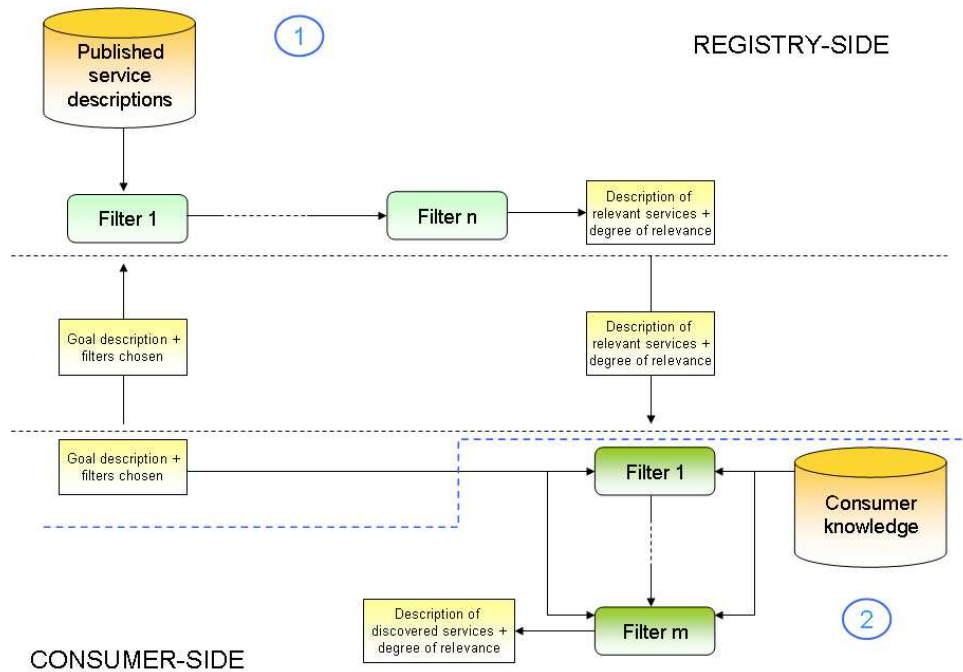 1
REGISTRY-SIDE
Published
service
descriptions
Filter 1
Filter n
Description of
relevant services +
degree of relevance
Goal description +
filters chosen
Description of
relevant services +
degree of relevance
Goal description +
filters chosen
Filter 1
Consumer
knowledge
Description of
discovered services +
degree of relevance
Filter m
2
CONSUMER-SIDE